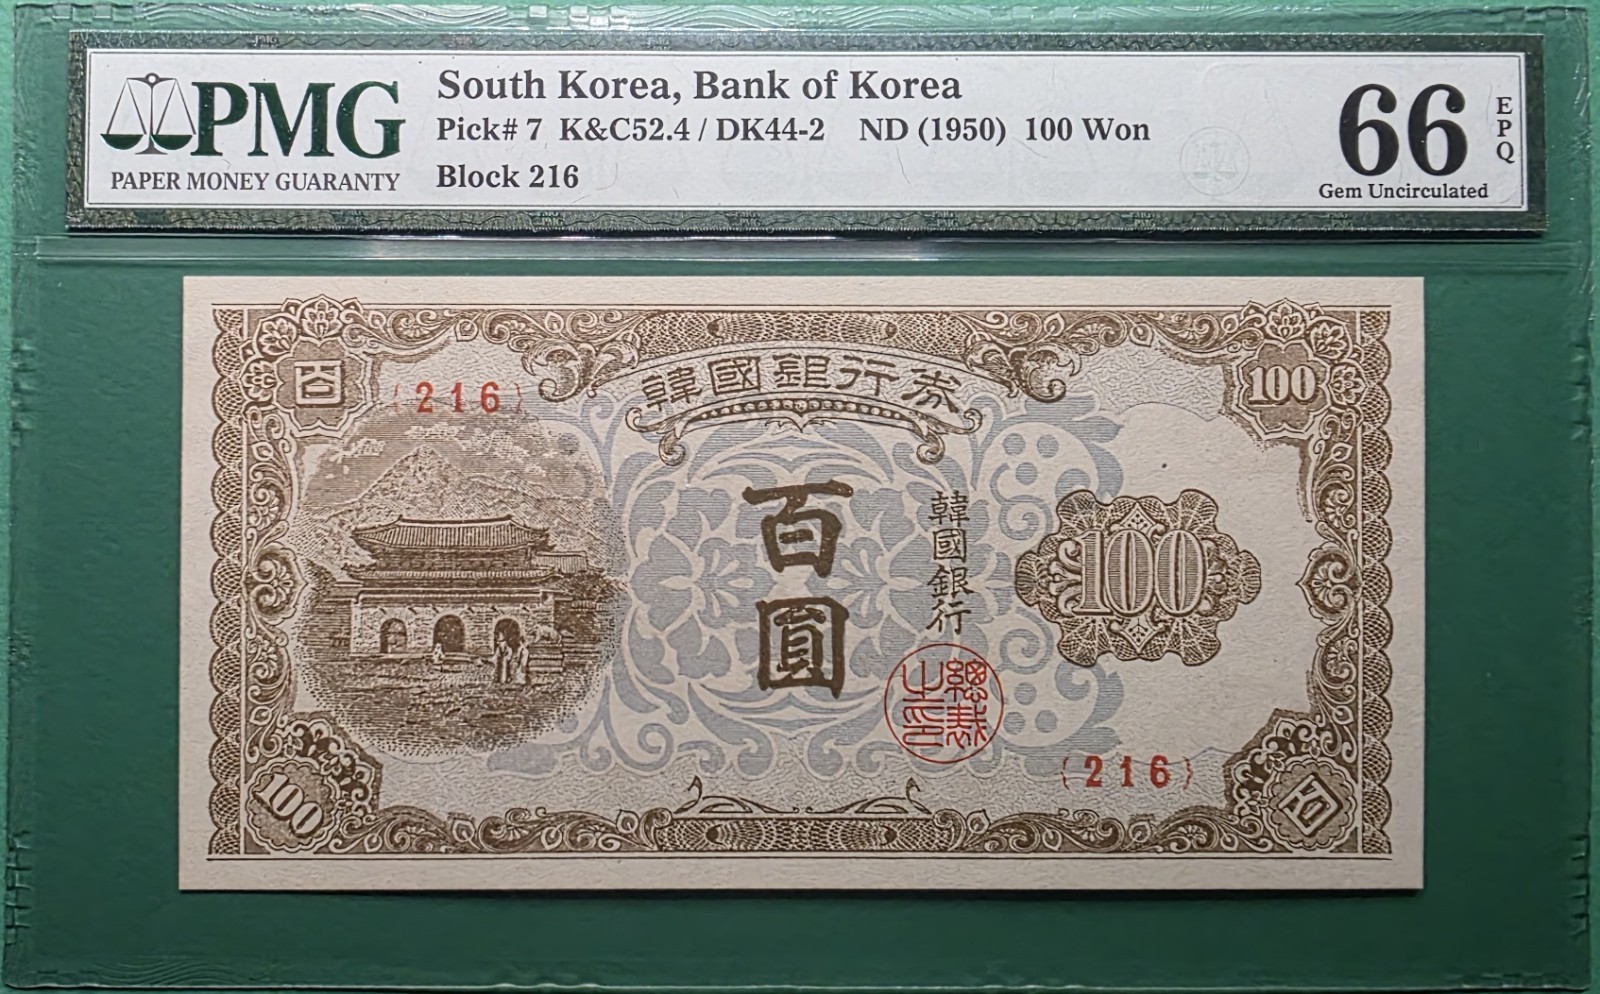 PMG
PAPER MONEY GUARANTY
South Korea, Bank of Korea
Pick# 7 K&C52.4 / DK44-2 ND (1950) 100 Won
Block 216
66
EPQ
Gem Uncirculated
百
{216}
韓國銀行券
100
百圓
韓國銀行
總裁之印
100
{216}
100
百